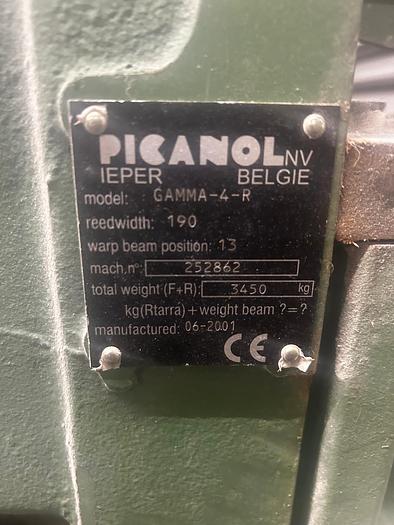 PICANOL NV
IEPER BELGIE
model: GAMMA-4-R
reedwidth: 190
warp beam position: 13
mach.nº: 252862
total weight (F+R): 3450 kg
kg(Rtarra)+weight beam ?=?
manufactured: 06-2001
CE